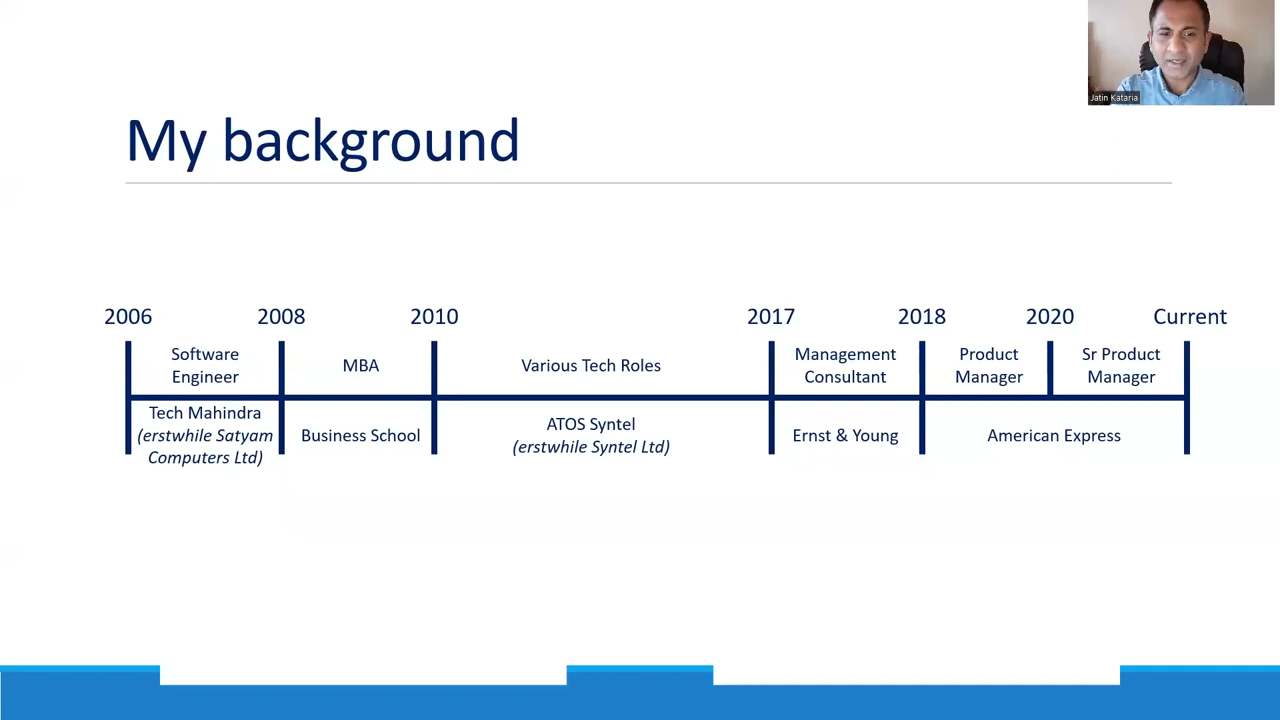 Jatin Kataria
My background
2006
2008
2010
2017
2018
2020
Current
Software
Engineer
MBA
Various Tech Roles
Management
Consultant
Product
Manager
Sr Product
Manager
Tech Mahindra
(erstwhile Satyam
Computers Ltd)
Business School
ATOS Syntel
(erstwhile Syntel Ltd)
Ernst & Young
American Express